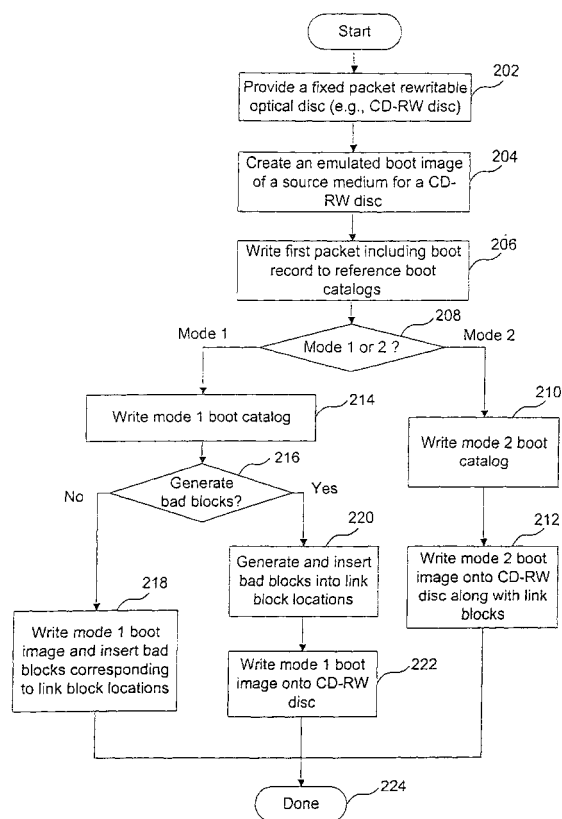 Start
202
Provide a fixed packet rewritable
optical disc (e.g., CD-RW disc)
204
Create an emulated boot image
of a source medium for a CD-
RW disc
206
Write first packet including boot
record to reference boot
catalogs
208
Mode 1
Mode 1 or 2 ?
Mode 2
214
Write mode 1 boot catalog
210
Write mode 2 boot
catalog
216
Generate
bad blocks?
No
Yes
220
Generate and insert
bad blocks into link
block locations
212
Write mode 2 boot
image onto CD-RW
disc along with link
blocks
218
Write mode 1 boot
image and insert bad
blocks corresponding
to link block locations
222
Write mode 1 boot
image onto CD-RW
disc
224
Done